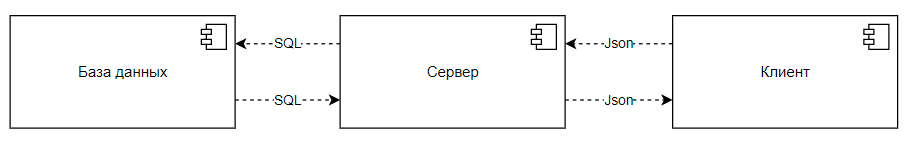 SQL
Json
База данных
Сервер
Клиент
SQL
Json